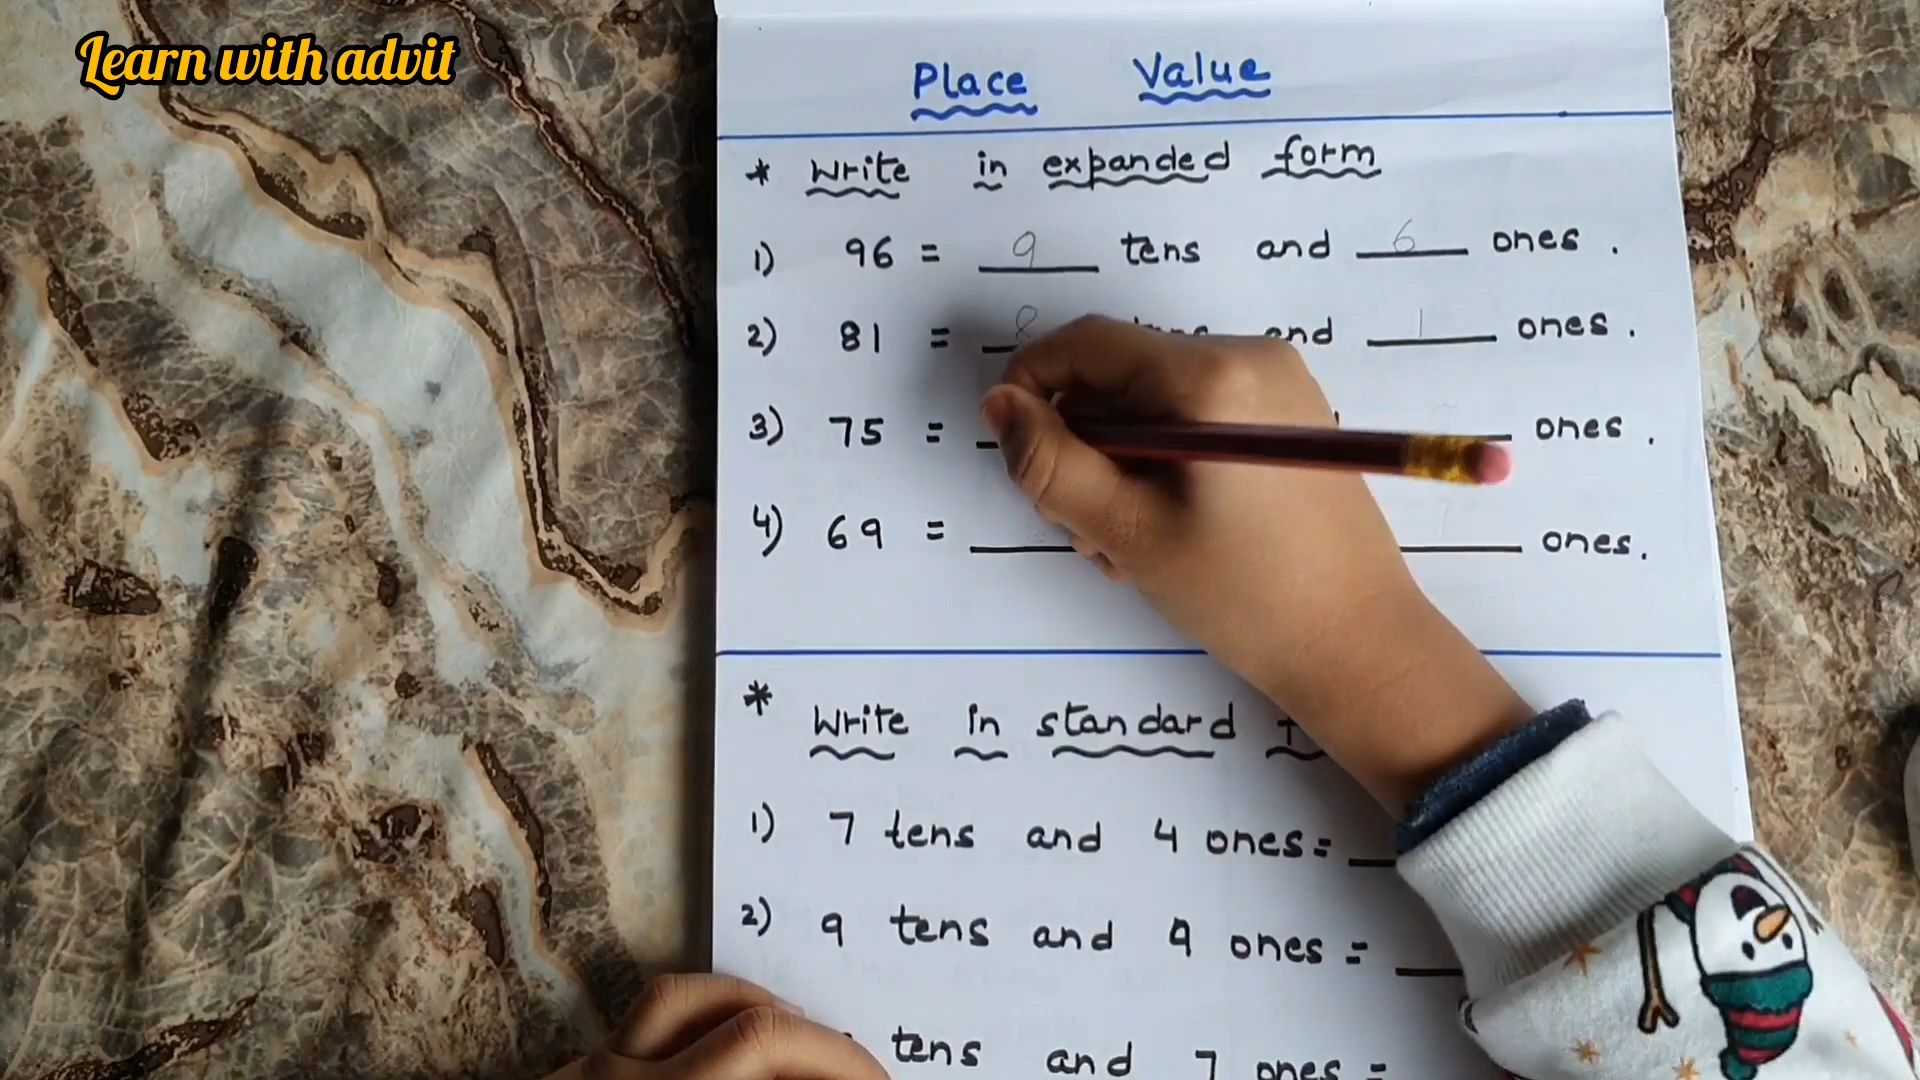 Learn with advit
Place Value
* Write in expanded form
1) 96 = 9 tens and 6 ones .
2) 81 = 8 and 1 ones .
3) 75 = ones .
4) 69 = ones.
* Write in standard
1) 7 tens and 4 ones =
2) 9 tens and 9 ones =
tens and 7 ones =